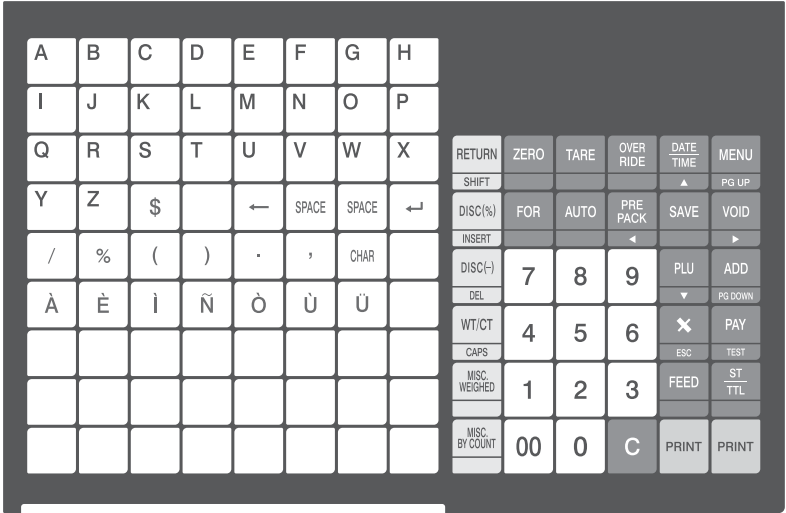 A B C D E F G H
I J K L M N O P
Q R S T U V W X
Y Z $ ← SPACE SPACE ↵
/ % ( ) · , CHAR
À È Ì Ñ Ò Ù Ü
RETURN ZERO TARE OVER RIDE DATE TIME MENU
SHIFT ▲ PG UP
DISC(%) FOR AUTO PRE PACK SAVE VOID
INSERT ◀ ▶
DISC(–) 7 8 9 PLU ADD
DEL ▼ PG DOWN
WT/CT 4 5 6 ✖ PAY
CAPS ESC TEST
MISC. WEIGHED 1 2 3 FEED ST TTL
MISC. BY COUNT 00 0 C PRINT PRINT